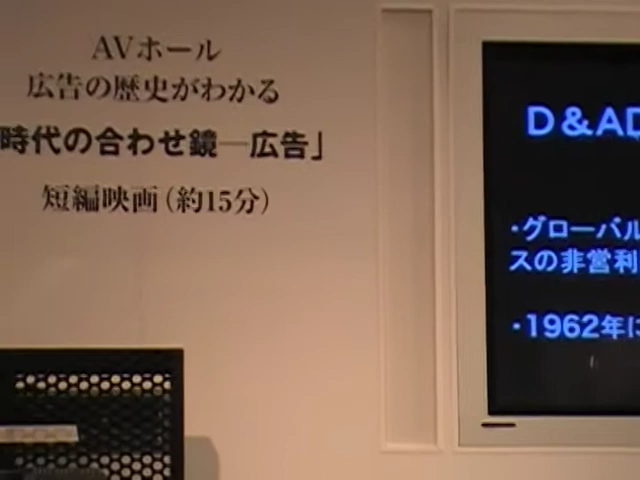 AVホール
広告の歴史がわかる
時代の合わせ鏡―広告」
短編映画(約15分)
D&AD
・グローバル
スの非営利
・1962年に